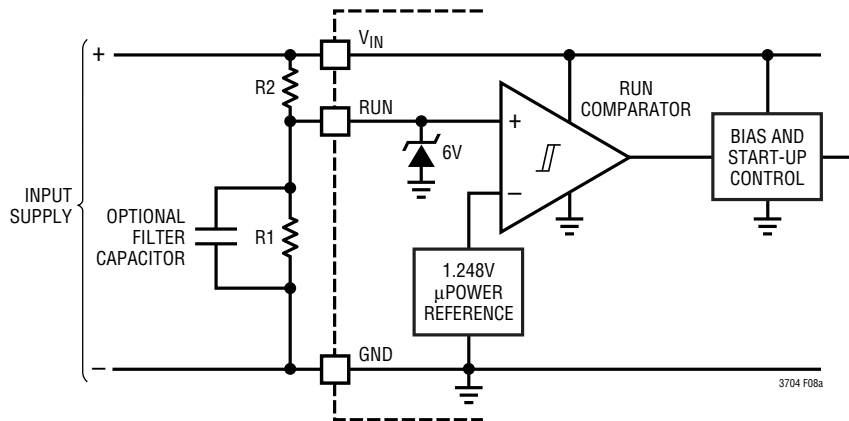 +
V_IN
R2
RUN
RUN
COMPARATOR
+
6V
BIAS AND
START-UP
CONTROL
INPUT
SUPPLY
OPTIONAL
FILTER
CAPACITOR
R1
–
1.248V
μPOWER
REFERENCE
–
GND
3704 F08a